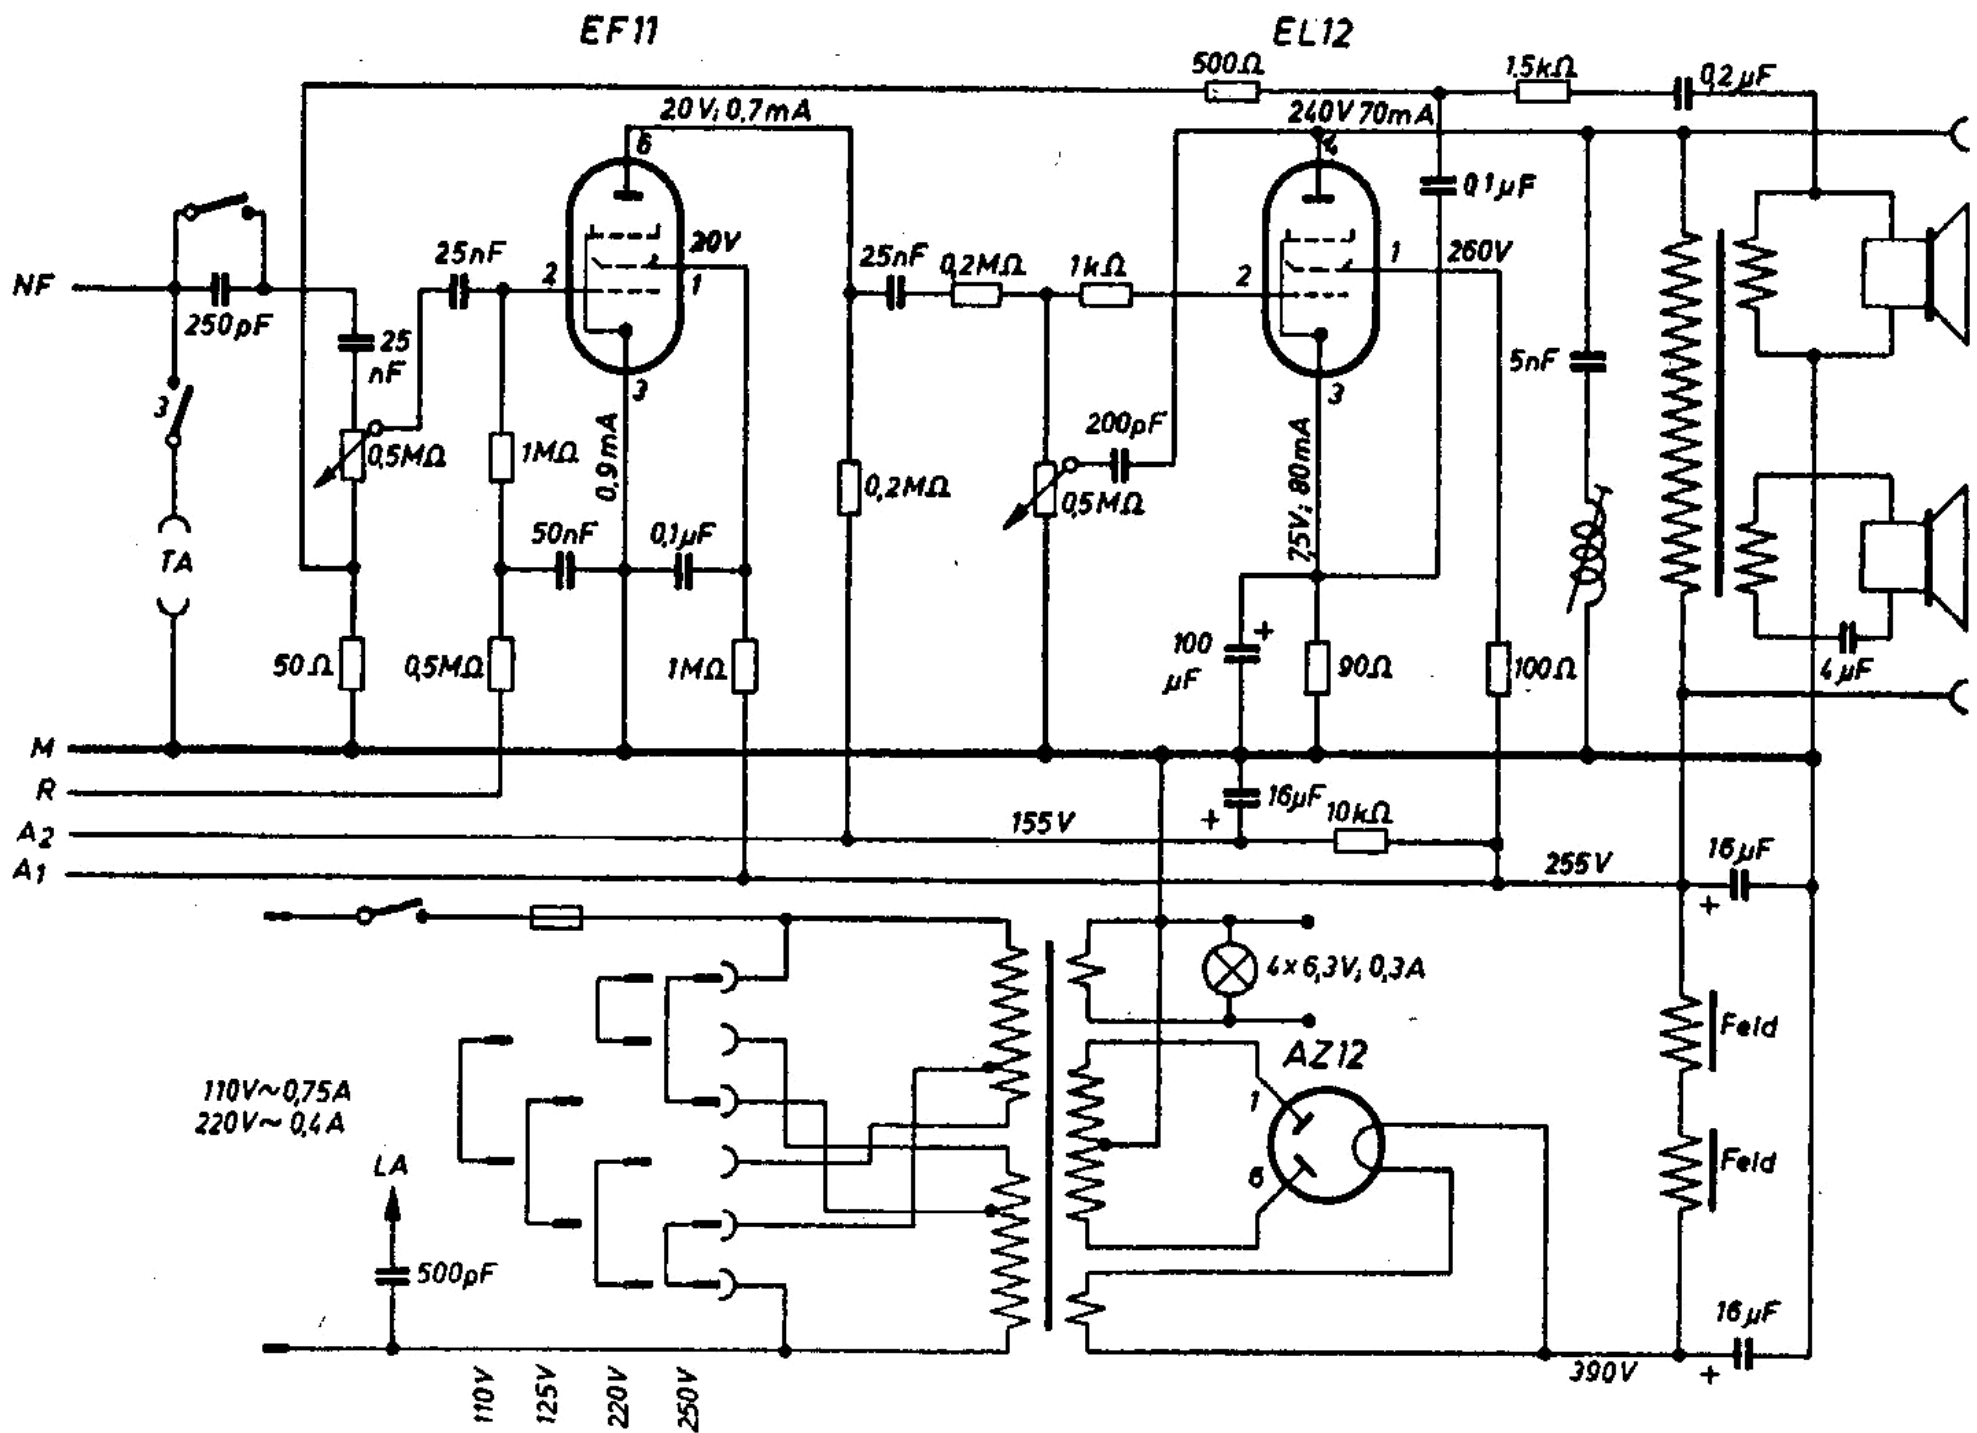 EF11
EL12
500Ω
1,5kΩ
0,2µF
20V; 0,7mA
240V 70mA
6
4
0,1µF
25nF
20V
25nF
0,2MΩ
1kΩ
1
260V
NF
2
1
2
250pF
25
nF
5nF
3
3
3
200pF
0,5MΩ
1MΩ
0,9mA
0,2MΩ
0,5MΩ
7,5V; 80mA
TA
50nF
0,1µF
100
µF
+
50Ω
0,5MΩ
1MΩ
90Ω
100Ω
4µF
M
R
16µF
10kΩ
+
A2
155V
A1
255V
16µF
+
4×6,3V; 0,3A
Feld
AZ12
110V~0,75A
220V~0,4A
1
LA
6
Feld
500pF
16µF
390V
+
110V
125V
220V
250V